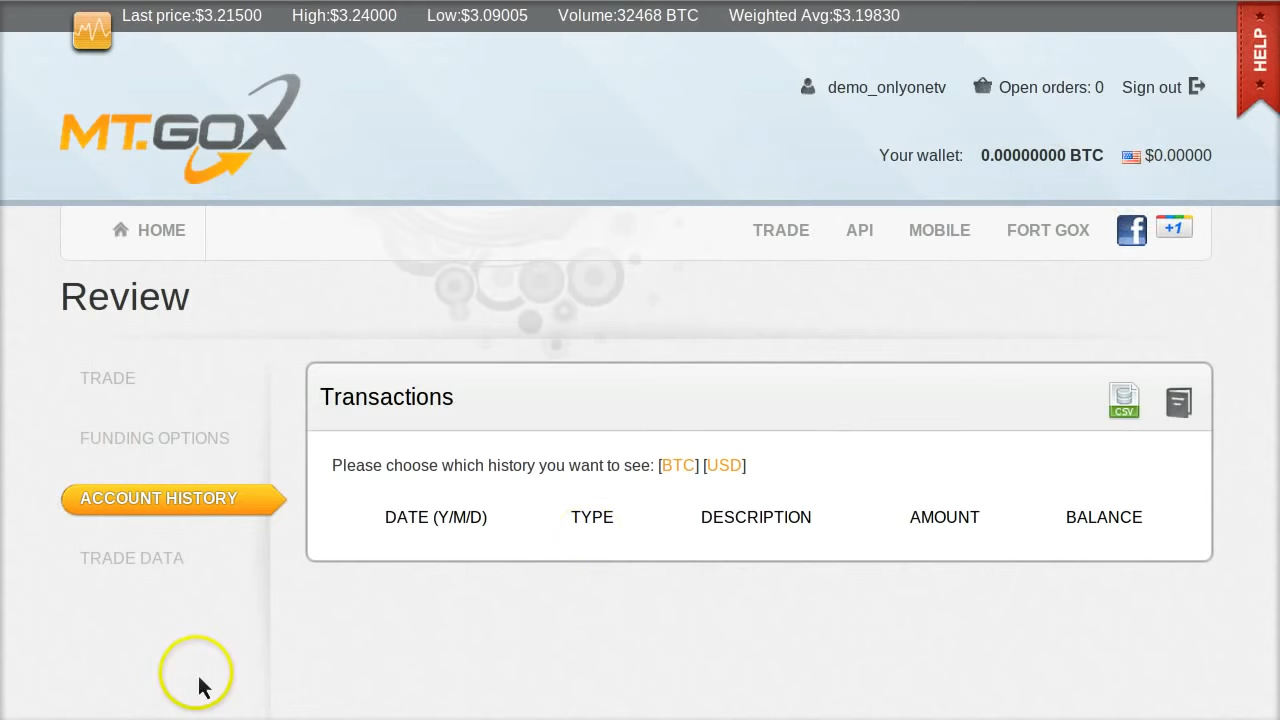 Last price:$3.21500 High:$3.24000 Low:$3.09005 Volume:32468 BTC Weighted Avg:$3.19830
HELP
MT.GOX
demo_onlyonetv Open orders: 0 Sign out
Your wallet: 0.00000000 BTC $0.00000
HOME TRADE API MOBILE FORT GOX f +1
Review
TRADE
FUNDING OPTIONS
ACCOUNT HISTORY
TRADE DATA
Transactions CSV
Please choose which history you want to see: [BTC] [USD]
DATE (Y/M/D) TYPE DESCRIPTION AMOUNT BALANCE